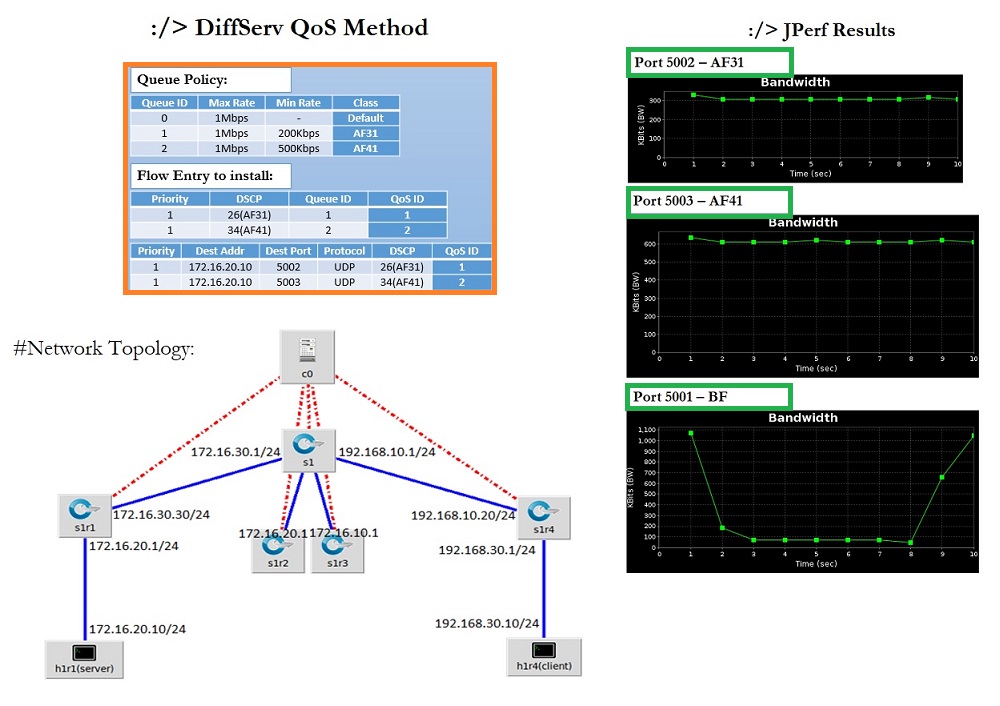 :/> DiffServ QoS Method
Queue Policy:
Queue ID Max Rate Min Rate Class
0 1Mbps - Default
1 1Mbps 200Kbps AF31
2 1Mbps 500Kbps AF41
Flow Entry to install:
Priority DSCP Queue ID QoS ID
1 26(AF31) 1 1
1 34(AF41) 2 2
Priority Dest Addr Dest Port Protocol DSCP QoS ID
1 172.16.20.10 5002 UDP 26(AF31) 1
1 172.16.20.10 5003 UDP 34(AF41) 2
#Network Topology:
c0
172.16.30.1/24 s1 192.168.10.1/24
s1r1 172.16.30.30/24
172.16.20.1 172.16.10.1
s1r2 s1r3
192.168.10.20/24 s1r4
172.16.20.1/24
192.168.30.1/24
172.16.20.10/24
192.168.30.10/24
h1r1(server)
h1r4(client)
:/> JPerf Results
Port 5002 – AF31
Bandwidth
KBits (BW)
300
200
100
0
0 1 2 3 4 5 6 7 8 9 10
Time (sec)
Port 5003 – AF41
Bandwidth
KBits (BW)
600
500
400
300
200
100
0
0 1 2 3 4 5 6 7 8 9 10
Time (sec)
Port 5001 – BF
Bandwidth
KBits (BW)
1,100
1,000
900
800
700
600
500
400
300
200
100
0
0 1 2 3 4 5 6 7 8 9 10
Time (sec)